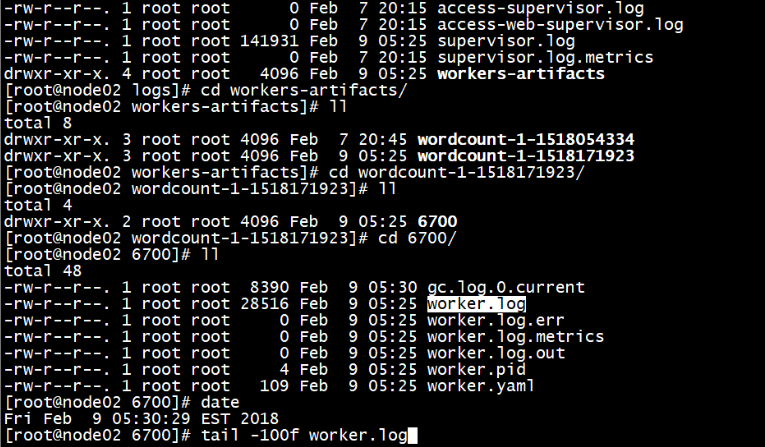 -rw-r--r--. 1 root root      0 Feb  7 20:15 access-supervisor.log
-rw-r--r--. 1 root root      0 Feb  7 20:15 access-web-supervisor.log
-rw-r--r--. 1 root root 141931 Feb  9 05:25 supervisor.log
-rw-r--r--. 1 root root      0 Feb  7 20:15 supervisor.log.metrics
drwxr-xr-x. 4 root root   4096 Feb  9 05:25 workers-artifacts
[root@node02 logs]# cd workers-artifacts/
[root@node02 workers-artifacts]# ll
total 8
drwxr-xr-x. 3 root root 4096 Feb  7 20:45 wordcount-1-1518054334
drwxr-xr-x. 3 root root 4096 Feb  9 05:25 wordcount-1-1518171923
[root@node02 workers-artifacts]# cd wordcount-1-1518171923/
[root@node02 wordcount-1-1518171923]# ll
total 4
drwxr-xr-x. 2 root root 4096 Feb  9 05:25 6700
[root@node02 wordcount-1-1518171923]# cd 6700/
[root@node02 6700]# ll
total 48
-rw-r--r--. 1 root root  8390 Feb  9 05:30 gc.log.0.current
-rw-r--r--. 1 root root 28516 Feb  9 05:25 worker.log
-rw-r--r--. 1 root root     0 Feb  9 05:25 worker.log.err
-rw-r--r--. 1 root root     0 Feb  9 05:25 worker.log.metrics
-rw-r--r--. 1 root root     0 Feb  9 05:25 worker.log.out
-rw-r--r--. 1 root root     4 Feb  9 05:25 worker.pid
-rw-r--r--. 1 root root   109 Feb  9 05:25 worker.yaml
[root@node02 6700]# date
Fri Feb  9 05:30:29 EST 2018
[root@node02 6700]# tail -100f worker.log